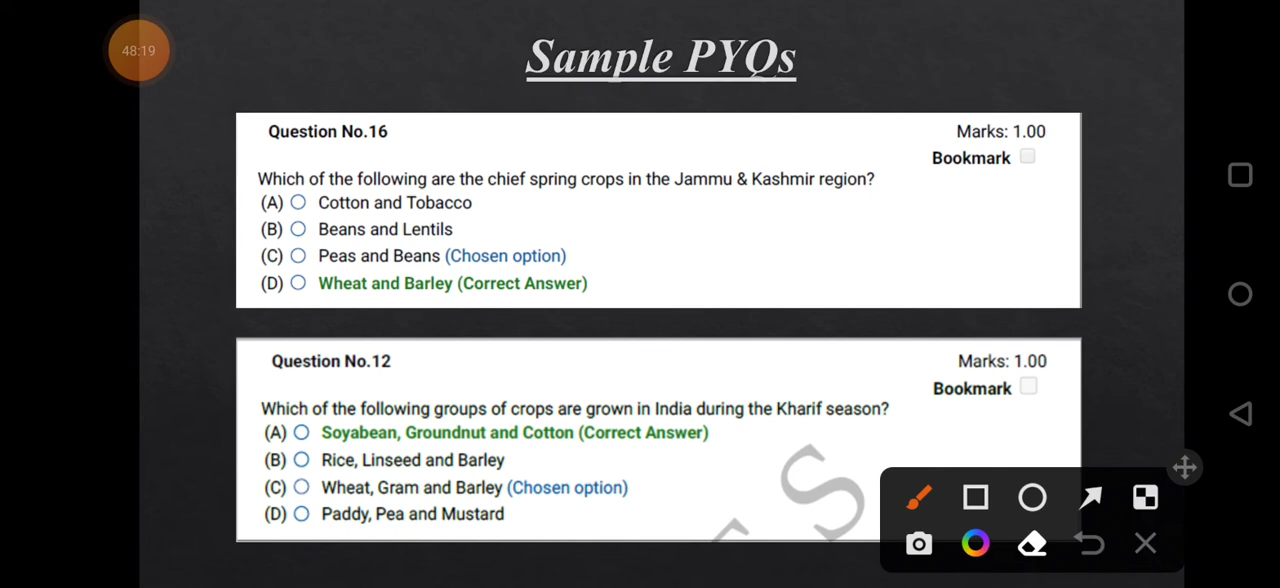 48:19
Sample PYQs
Question No.16
Marks: 1.00
Bookmark
Which of the following are the chief spring crops in the Jammu & Kashmir region?
(A) Cotton and Tobacco
(B) Beans and Lentils
(C) Peas and Beans (Chosen option)
(D) Wheat and Barley (Correct Answer)
Question No.12
Marks: 1.00
Bookmark
Which of the following groups of crops are grown in India during the Kharif season?
(A) Soyabean, Groundnut and Cotton (Correct Answer)
(B) Rice, Linseed and Barley
(C) Wheat, Gram and Barley (Chosen option)
(D) Paddy, Pea and Mustard
S